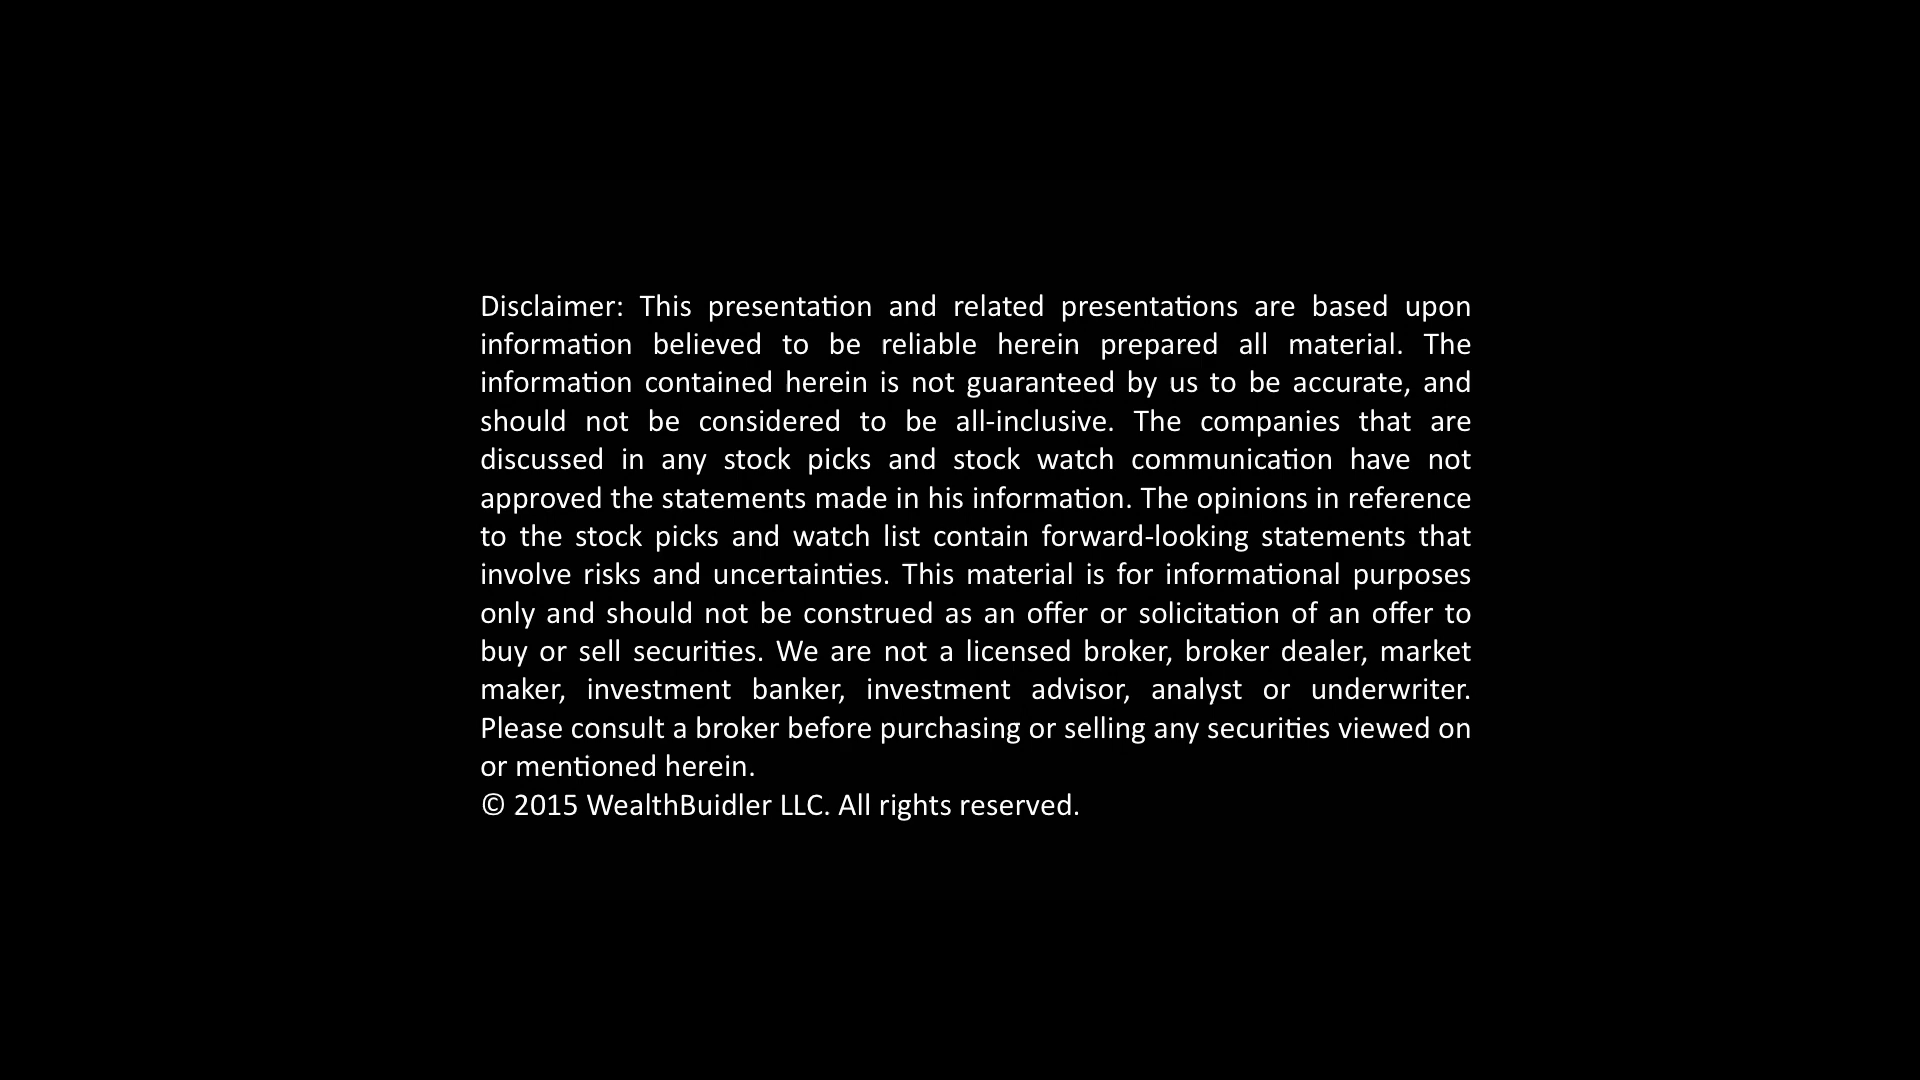 Disclaimer: This presentation and related presentations are based upon
information believed to be reliable herein prepared all material. The
information contained herein is not guaranteed by us to be accurate, and
should not be considered to be all-inclusive. The companies that are
discussed in any stock picks and stock watch communication have not
approved the statements made in his information. The opinions in reference
to the stock picks and watch list contain forward-looking statements that
involve risks and uncertainties. This material is for informational purposes
only and should not be construed as an offer or solicitation of an offer to
buy or sell securities. We are not a licensed broker, broker dealer, market
maker, investment banker, investment advisor, analyst or underwriter.
Please consult a broker before purchasing or selling any securities viewed on
or mentioned herein.
© 2015 WealthBuidler LLC. All rights reserved.